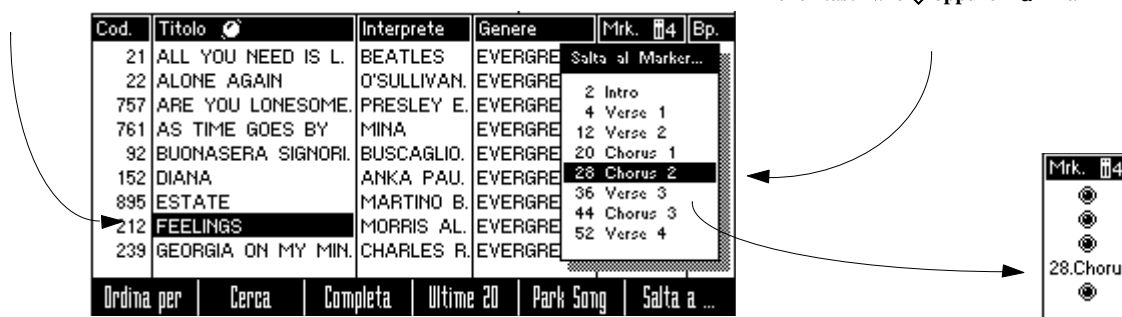 Cod. Titolo Interprete Genere Mrk. 4 Bp.
21 ALL YOU NEED IS L. BEATLES EVERGRE
22 ALONE AGAIN O'SULLIVAN. EVERGRE
757 ARE YOU LONESOME. PRESLEY E. EVERGRE
761 AS TIME GOES BY MINA EVERGRE
92 BUONASERA SIGNORI. BUSCAGLIO. EVERGRE
152 DIANA ANKA PAU. EVERGRE
895 ESTATE MARTINO B. EVERGRE
212 FEELINGS MORRIS AL. EVERGRE
239 GEORGIA ON MY MIN. CHARLES R. EVERGRE
Salta al Marker...
2 Intro
4 Verse 1
12 Verse 2
20 Chorus 1
28 Chorus 2
36 Verse 3
44 Chorus 3
52 Verse 4
Ordina per Cerca Completa Ultime 20 Park Song Salta a ...
Mrk. 4
28.Choru